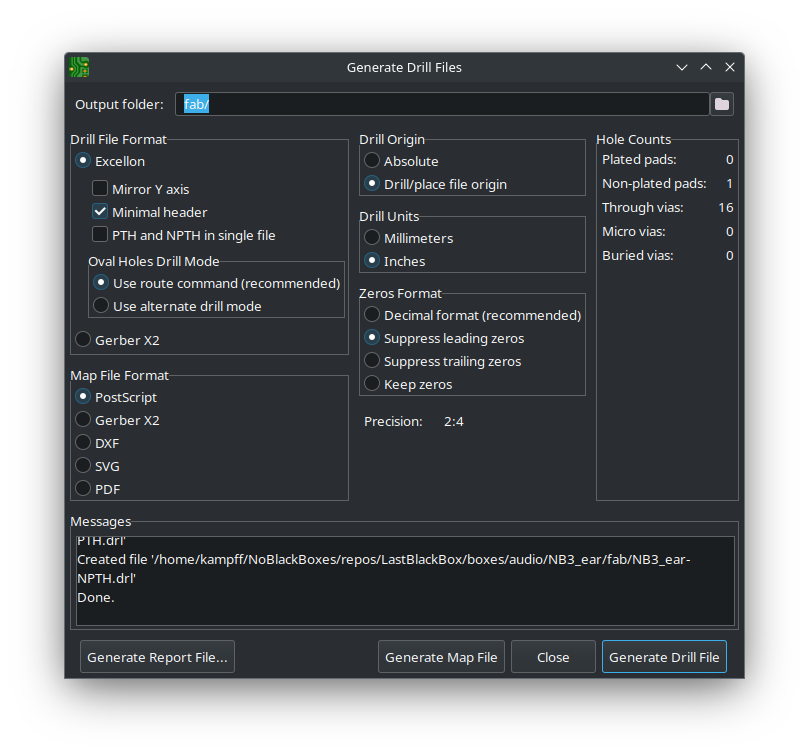 Generate Drill Files
Output folder: fab/
Drill File Format
Excellon
Mirror Y axis
Minimal header
PTH and NPTH in single file
Oval Holes Drill Mode
Use route command (recommended)
Use alternate drill mode
Gerber X2
Map File Format
PostScript
Gerber X2
DXF
SVG
PDF
Drill Origin
Absolute
Drill/place file origin
Drill Units
Millimeters
Inches
Zeros Format
Decimal format (recommended)
Suppress leading zeros
Suppress trailing zeros
Keep zeros
Precision: 2:4
Hole Counts
Plated pads: 0
Non-plated pads: 1
Through vias: 16
Micro vias: 0
Buried vias: 0
Messages
PTH.drl'
Created file '/home/kampff/NoBlackBoxes/repos/LastBlackBox/boxes/audio/NB3_ear/fab/NB3_ear-
NPTH.drl'
Done.
Generate Report File...
Generate Map File
Close
Generate Drill File